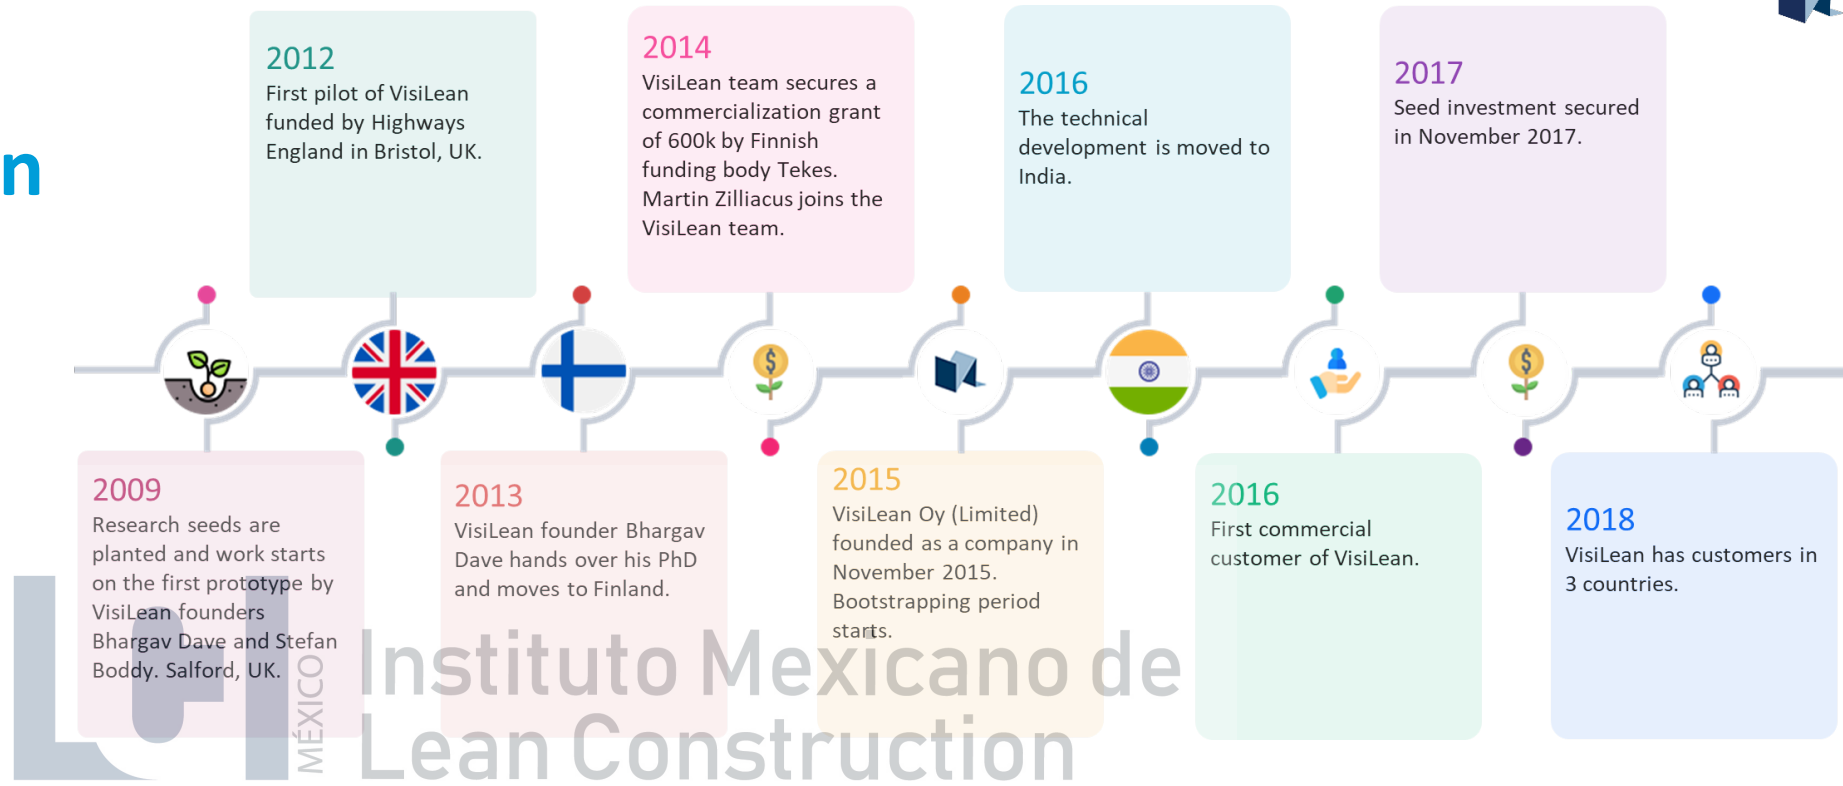 n
2012
First pilot of VisiLean
funded by Highways
England in Bristol, UK.
2014
VisiLean team secures a
commercialization grant
of 600k by Finnish
funding body Tekes.
Martin Zilliacus joins the
VisiLean team.
2016
The technical
development is moved to
India.
2017
Seed investment secured
in November 2017.
2009
Research seeds are
planted and work starts
on the first prototype by
VisiLean founders
Bhargav Dave and Stefan
Boddy. Salford, UK.
2013
VisiLean founder Bhargav
Dave hands over his PhD
and moves to Finland.
2015
VisiLean Oy (Limited)
founded as a company in
November 2015.
Bootstrapping period
starts.
2016
First commercial
customer of VisiLean.
2018
VisiLean has customers in
3 countries.
LCI
MÉXICO
Instituto Mexicano de
Lean Construction